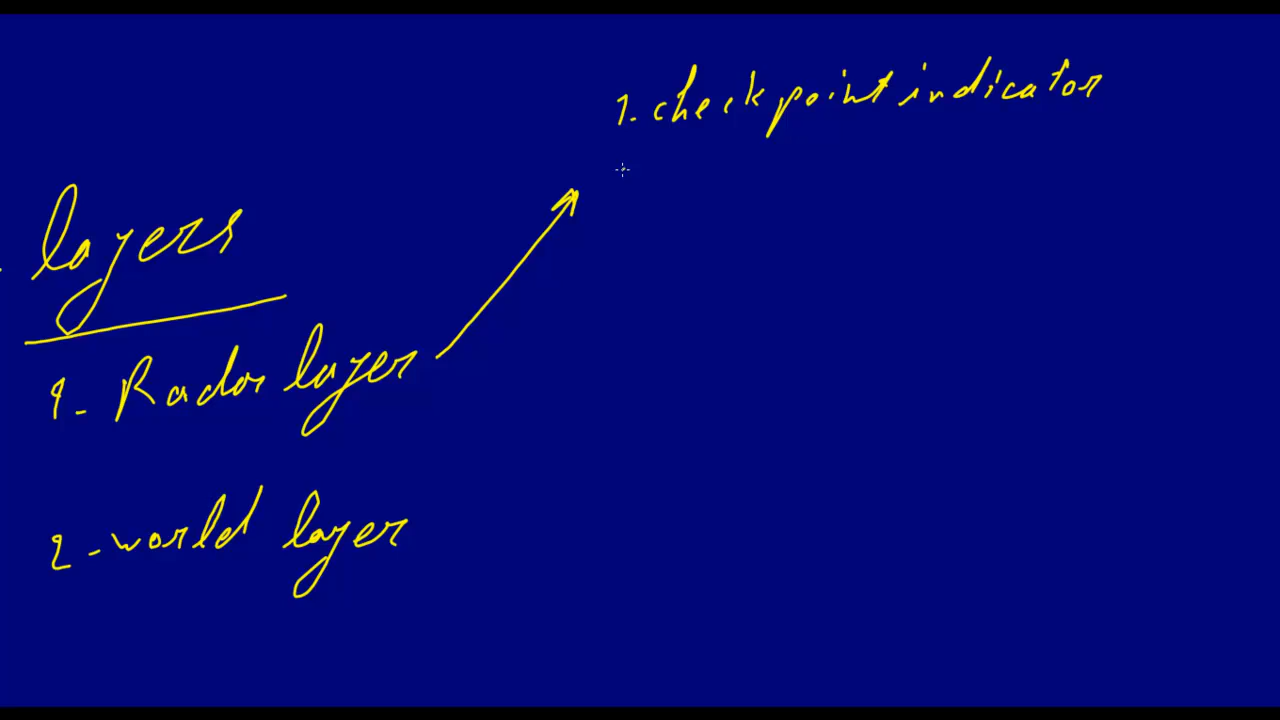 1. checkpoint indicator
layers
1- Radar layer
2- world layer